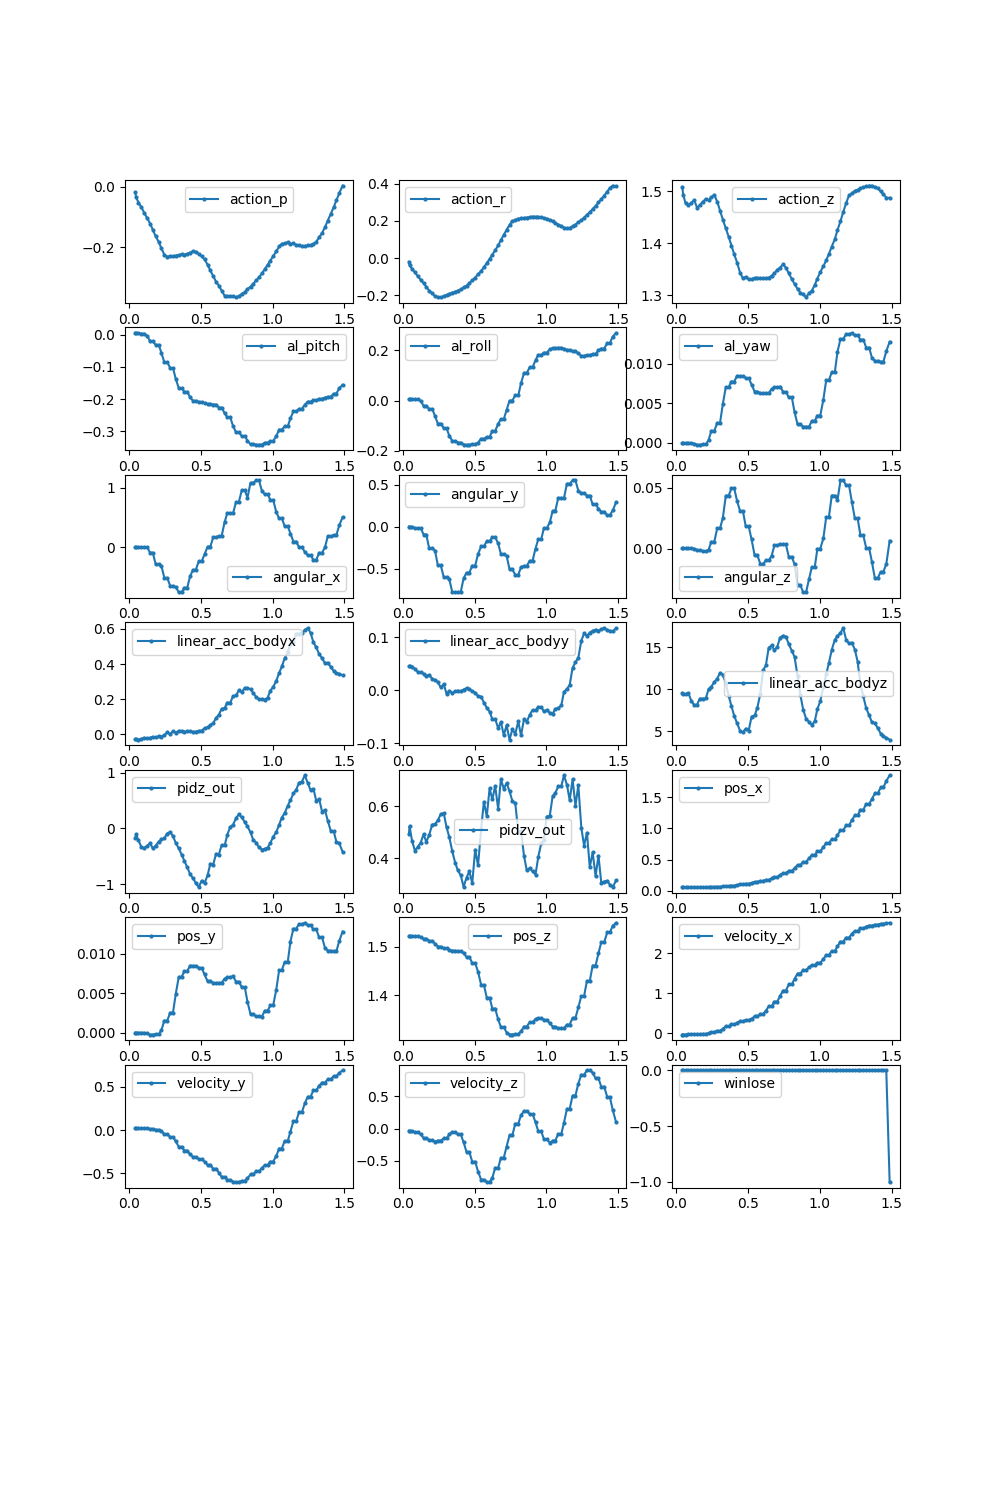 0.0
−0.2
action_p
0.0 0.5 1.0 1.5
0.4
0.2
0.0
−0.2
action_r
0.0 0.5 1.0 1.5
1.5
1.4
1.3
action_z
0.0 0.5 1.0 1.5
0.0
−0.1
−0.2
−0.3
al_pitch
0.0 0.5 1.0 1.5
0.2
0.0
−0.2
al_roll
0.0 0.5 1.0 1.5
0.010
0.005
0.000
al_yaw
0.0 0.5 1.0 1.5
1
0
angular_x
0.0 0.5 1.0 1.5
0.5
0.0
−0.5
angular_y
0.0 0.5 1.0 1.5
0.05
0.00
angular_z
0.0 0.5 1.0 1.5
0.6
0.4
0.2
0.0
linear_acc_bodyx
0.0 0.5 1.0 1.5
0.1
0.0
−0.1
linear_acc_bodyy
0.0 0.5 1.0 1.5
15
10
5
linear_acc_bodyz
0.0 0.5 1.0 1.5
1
0
−1
pidz_out
0.0 0.5 1.0 1.5
0.6
0.4
pidzv_out
0.0 0.5 1.0 1.5
1.5
1.0
0.5
0.0
pos_x
0.0 0.5 1.0 1.5
0.010
0.005
0.000
pos_y
0.0 0.5 1.0 1.5
1.5
1.4
pos_z
0.0 0.5 1.0 1.5
2
1
0
velocity_x
0.0 0.5 1.0 1.5
0.5
0.0
−0.5
velocity_y
0.0 0.5 1.0 1.5
0.5
0.0
−0.5
velocity_z
0.0 0.5 1.0 1.5
0.0
−0.5
−1.0
winlose
0.0 0.5 1.0 1.5